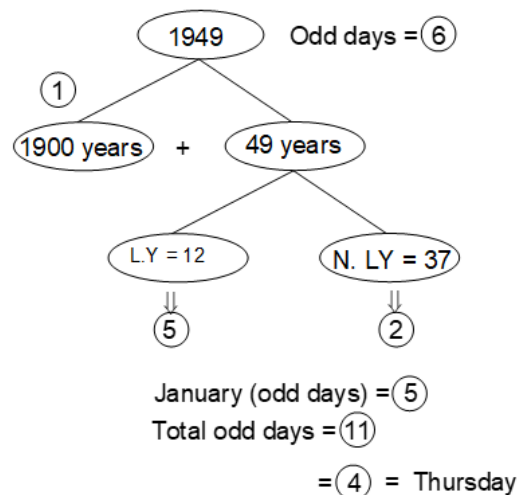 1949 Odd days = 6
1
1900 years + 49 years
L.Y = 12 N. LY = 37
⇓ ⇓
5 2
January (odd days) = 5
Total odd days = 11
= 4 = Thursday